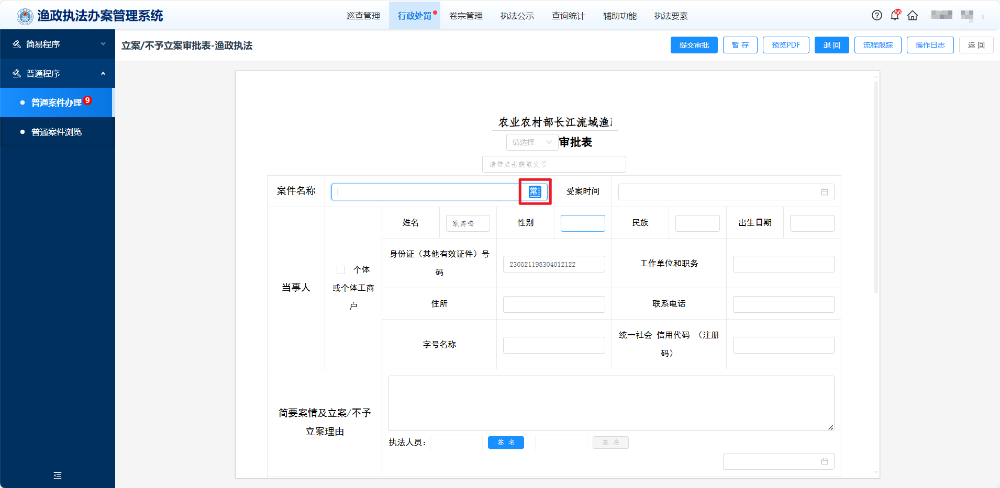 渔政执法办案管理系统
巡查管理 行政处罚 卷宗管理 执法公示 查询统计 辅助功能 执法要素
66
简易程序
普通程序
普通案件办理 9
普通案件浏览
立案/不予立案审批表-渔政执法
提交审批 暂 存 预览PDF 退 回 流程跟踪 操作日志 返 回
农业农村部长江流域渔
请选择 审批表
请带点击获取文号
案件名称 常 受案时间
当事人
个体
或个体工商
户
姓名 耿涛鸣 性别 民族 出生日期
身份证（其他有效证件）号
码
230521198304012122
工作单位和职务
住所 联系电话
字号名称
统一社会 信用代码 （注册
码）
简要案情及立案/不予
立案理由
执法人员： 签 名 签 名